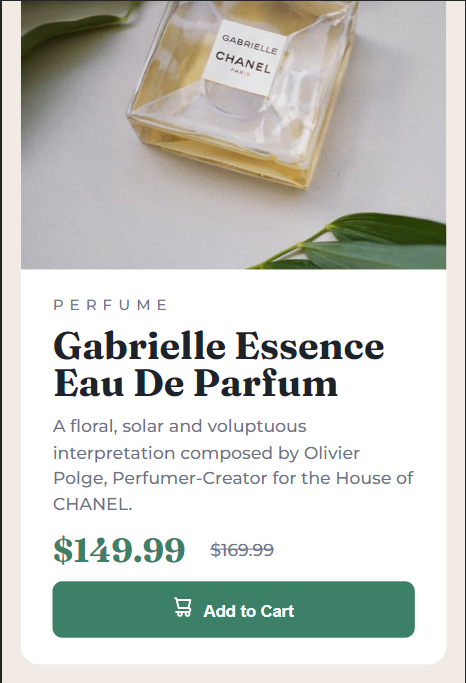 GABRIELLE
CHANEL
PARIS
PERFUME
Gabrielle Essence
Eau De Parfum
A floral, solar and voluptuous
interpretation composed by Olivier
Polge, Perfumer-Creator for the House of
CHANEL.
$149.99 $169.99
Add to Cart